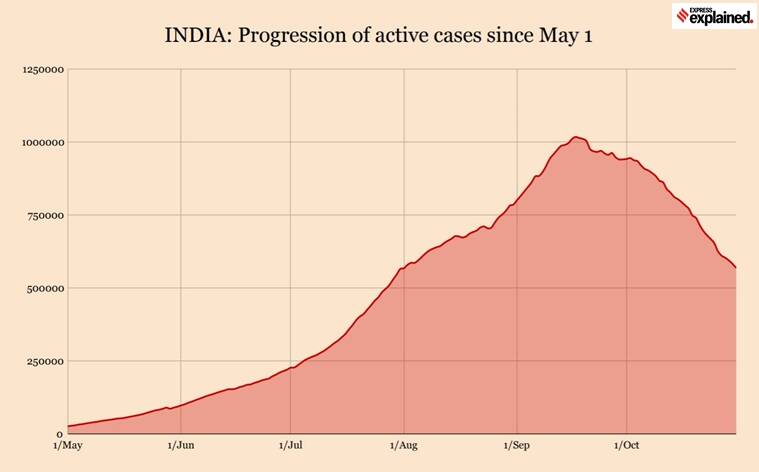 EXPRESS
explained.
INDIA: Progression of active cases since May 1
1250000
1000000
750000
500000
250000
0
1/May 1/Jun 1/Jul 1/Aug 1/Sep 1/Oct